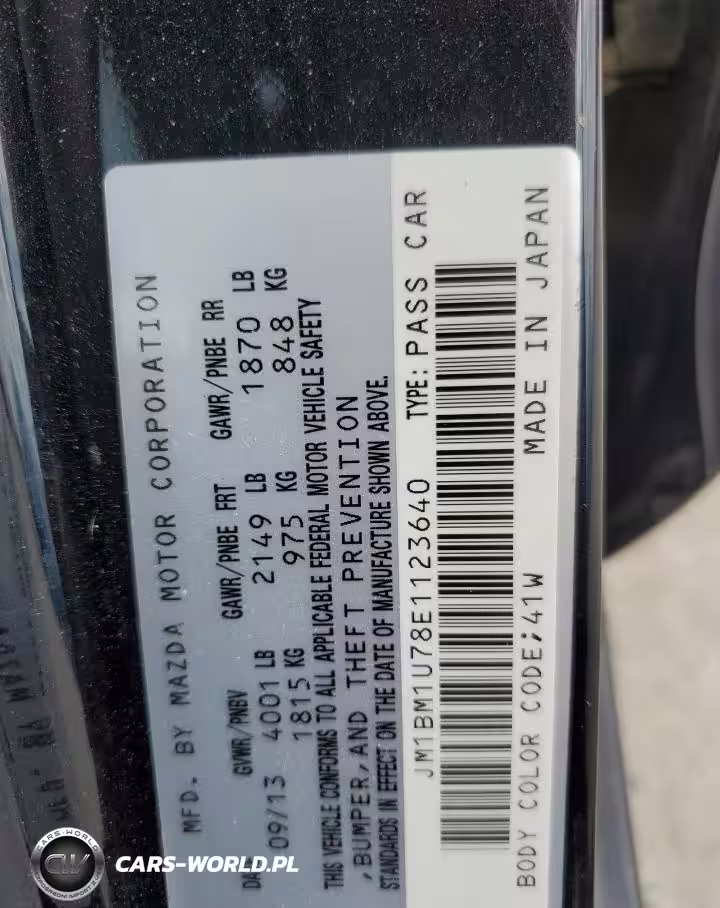 MFD. BY MAZDA MOTOR CORPORATION
GVWR/PNBV GAWR/PNBE FRT GAWR/PNBE RR
09/13 4001 LB 2149 LB 1870 LB
1815 KG 975 KG 848 KG
THIS VEHICLE CONFORMS TO ALL APPLICABLE FEDERAL MOTOR VEHICLE SAFETY
,BUMPER,AND THEFT PREVENTION
STANDARDS IN EFFECT ON THE DATE OF MANUFACTURE SHOWN ABOVE.
JM1BM1U78E1123640 TYPE: PASS CAR
BODY COLOR CODE;41W MADE IN JAPAN
CARS-WORLD
CW
CARS-WORLD.PL